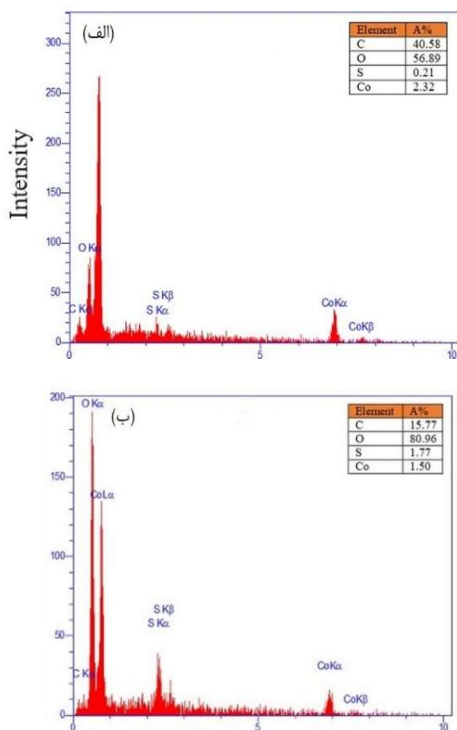 (الف)
Element A%
C 40.58
O 56.89
S 0.21
Co 2.32
Intensity
300
250
200
150
100
50
0
O Kα
C Kα
S Kβ
S Kα
CoKα
CoKβ
0 5 10
(ب)
Element A%
C 15.77
O 80.96
S 1.77
Co 1.50
200
150
100
50
0
O Kα
CoLα
C Kα
S Kβ
S Kα
CoKα
CoKβ
0 5 10